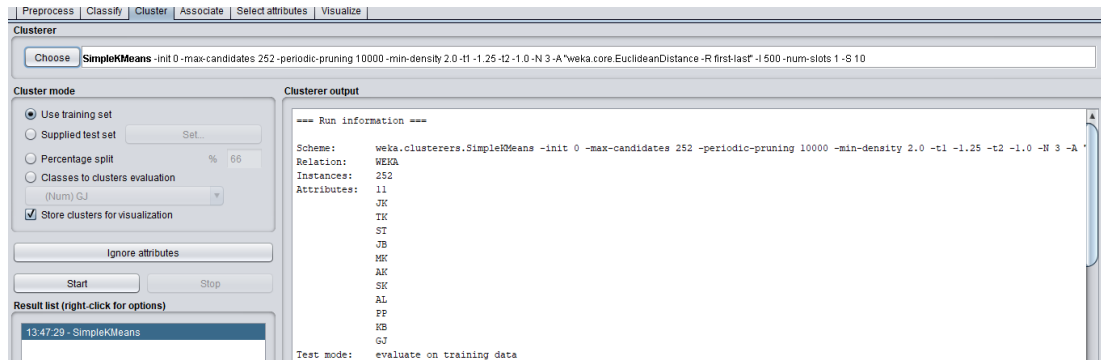 Preprocess Classify Cluster Associate Select attributes Visualize
Clusterer
Choose SimpleKMeans -init 0 -max-candidates 252 -periodic-pruning 10000 -min-density 2.0 -t1 -1.25 -t2 -1.0 -N 3 -A "weka.core.EuclideanDistance -R first-last" -I 500 -num-slots 1 -S 10
Cluster mode
Use training set
Supplied test set Set...
Percentage split % 66
Classes to clusters evaluation
(Num) GJ
Store clusters for visualization
Ignore attributes
Start Stop
Result list (right-click for options)
13:47:29 - SimpleKMeans
Clusterer output
=== Run information ===
Scheme: weka.clusterers.SimpleKMeans -init 0 -max-candidates 252 -periodic-pruning 10000 -min-density 2.0 -t1 -1.25 -t2 -1.0 -N 3 -A "
Relation: WEKA
Instances: 252
Attributes: 11
JK
TK
ST
JB
MK
AK
SK
AL
PP
KB
GJ
Test mode: evaluate on training data